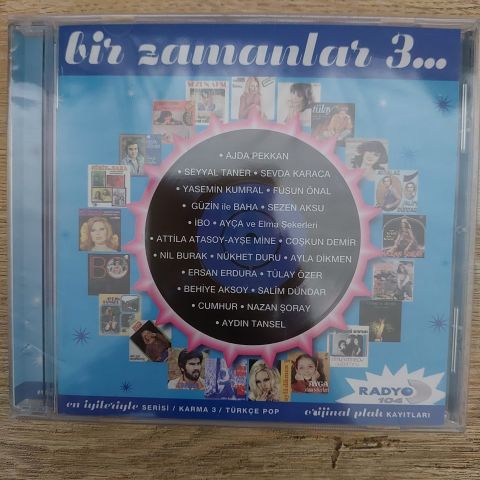 bir zamanlar 3...
• AJDA PEKKAN
• SEYYAL TANER • SEVDA KARACA
• YASEMIN KUMRAL • FÜSUN ÖNAL
• GÜZİN ile BAHA • SEZEN AKSU
• İBO • AYÇA ve Elma Şekerleri
• ATTİLA ATASOY-AYŞE MİNE • COŞKUN DEMİR
• NİL BURAK • NÜKHET DURU • AYLA DİKMEN
• ERSAN ERDURA • TÜLAY ÖZER
• BEHİYE AKSOY • SALİM DÜNDAR
• CUMHUR • NAZAN ŞORAY
• AYDIN TANSEL
RADYO
104
en iyileriyle SERİSİ / KARMA 3 / TÜRKÇE POP
orijinal plak KAYITLARI